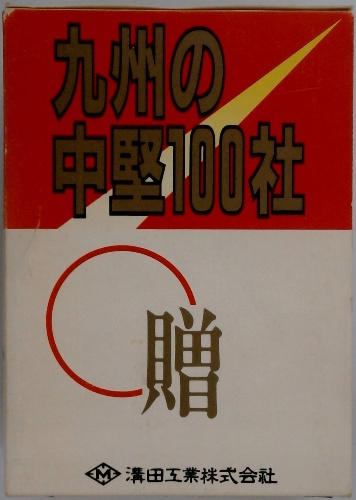 九州の
中堅100社
贈
M 溝田工業株式会社